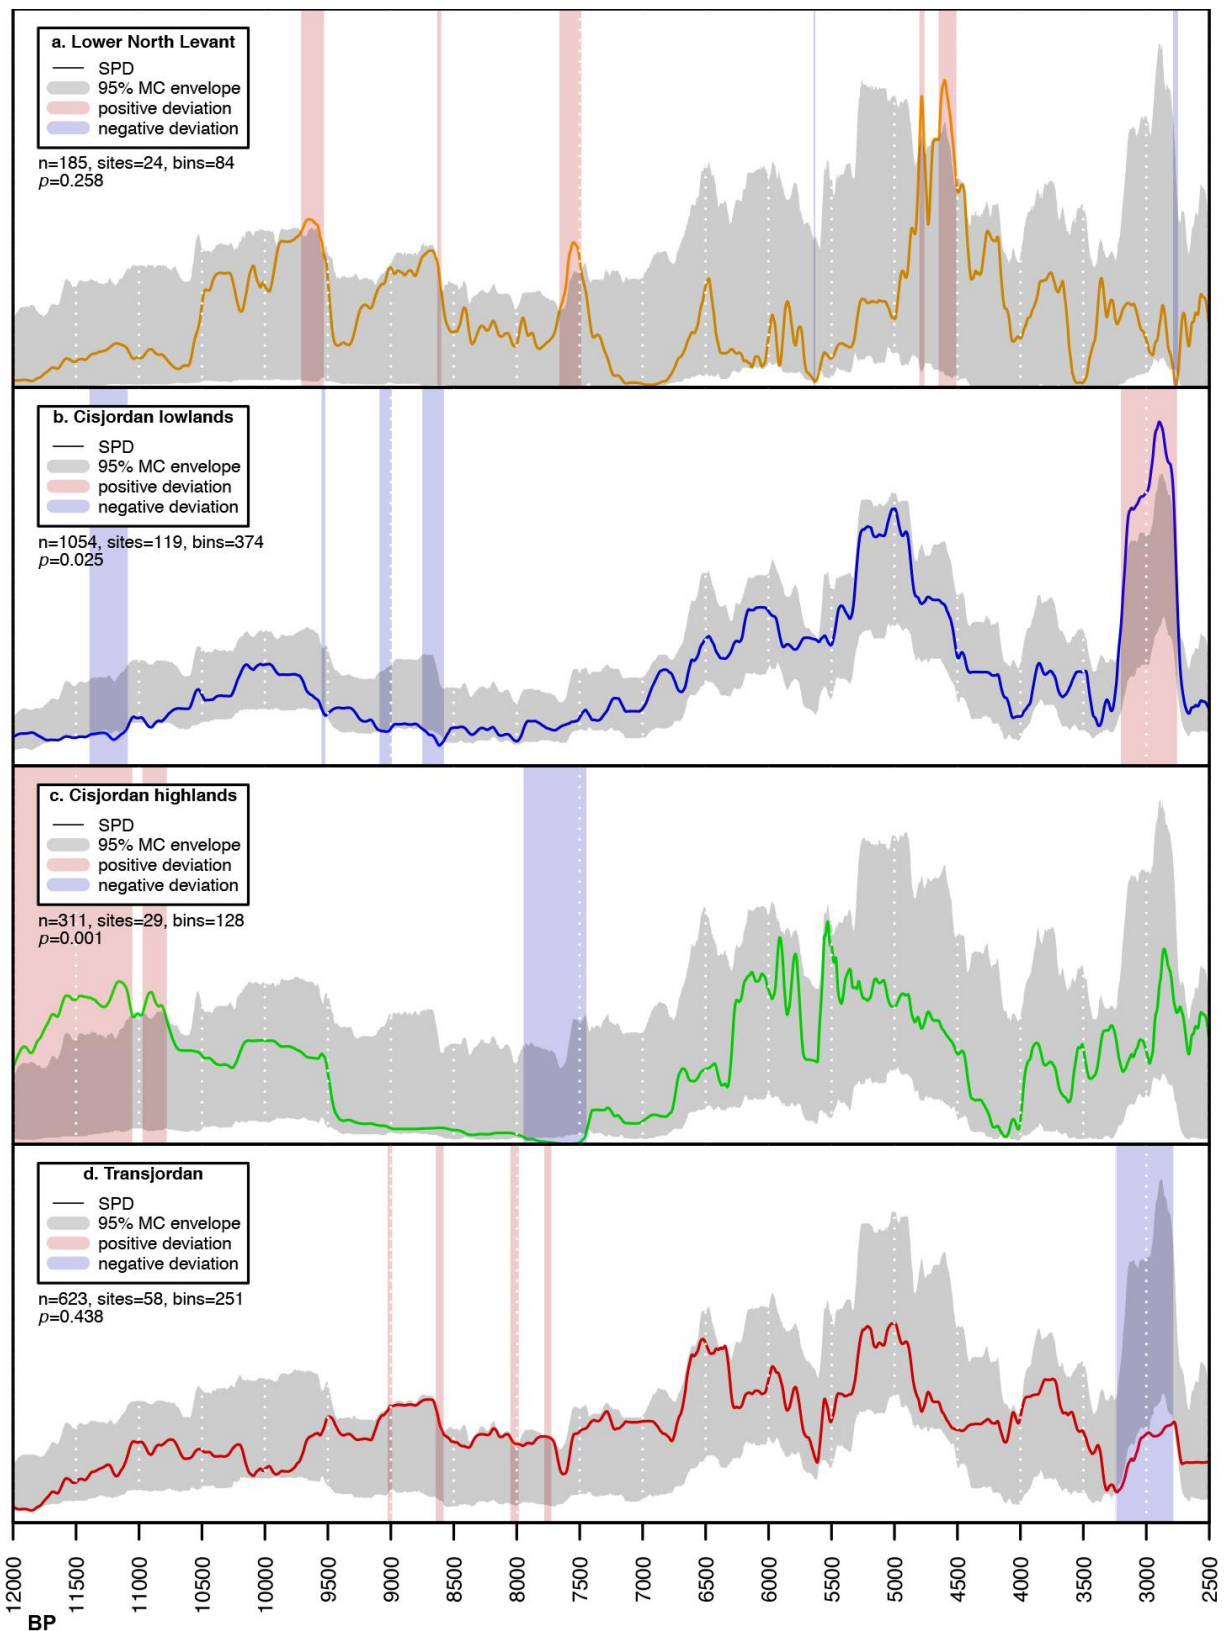 a. Lower North Levant
SPD
95% MC envelope
positive deviation
negative deviation
n=185, sites=24, bins=84
p=0.258
b. Cisjordan lowlands
SPD
95% MC envelope
positive deviation
negative deviation
n=1054, sites=119, bins=374
p=0.025
c. Cisjordan highlands
SPD
95% MC envelope
positive deviation
negative deviation
n=311, sites=29, bins=128
p=0.001
d. Transjordan
SPD
95% MC envelope
positive deviation
negative deviation
n=623, sites=58, bins=251
p=0.438
12000 11500 11000 10500 10000 9500 9000 8500 8000 7500 7000 6500 6000 5500 5000 4500 4000 3500 3000 2500
BP